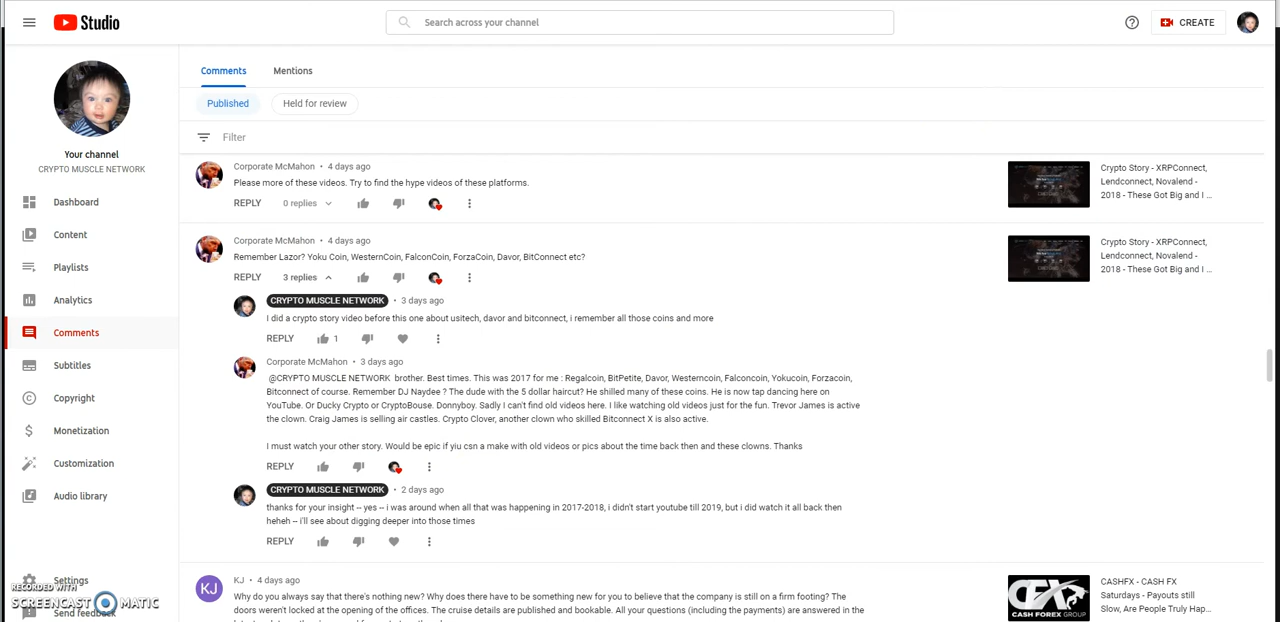 Studio
Search across your channel
CREATE
Your channel
CRYPTO MUSCLE NETWORK
Dashboard
Content
Playlists
Analytics
Comments
Subtitles
Copyright
Monetization
Customization
Audio library
Settings
Send feedback
RECORDED WITH
SCREENCAST MATIC
Comments
Mentions
Published
Held for review
Filter
Corporate McMahon • 4 days ago
Please more of these videos. Try to find the hype videos of these platforms.
REPLY 0 replies
Crypto Story - XRPConnect,
Lendconnect, Novalend -
2018 - These Got Big and I ...
Corporate McMahon • 4 days ago
Remember Lazor? Yoku Coin, WesternCoin, FalconCoin, ForzaCoin, Davor, BitConnect etc?
REPLY 3 replies
Crypto Story - XRPConnect,
Lendconnect, Novalend -
2018 - These Got Big and I ...
CRYPTO MUSCLE NETWORK • 3 days ago
I did a crypto story video before this one about usitech, davor and bitconnect, i remember all those coins and more
REPLY 1
Corporate McMahon • 3 days ago
@CRYPTO MUSCLE NETWORK brother. Best times. This was 2017 for me : Regalcoin, BitPetite, Davor, Westerncoin, Falconcoin, Yokucoin, Forzacoin,
Bitconnect of course. Remember DJ Naydee ? The dude with the 5 dollar haircut? He shilled many of these coins. He is now tap dancing here on
YouTube. Or Ducky Crypto or CryptoBouse. Donnyboy. Sadly I can't find old videos here. I like watching old videos just for the fun. Trevor James is active
the clown. Craig James is selling air castles. Crypto Clover, another clown who skilled Bitconnect X is also active.
I must watch your other story. Would be epic if yiu csn a make with old videos or pics about the time back then and these clowns. Thanks
REPLY
CRYPTO MUSCLE NETWORK • 2 days ago
thanks for your insight -- yes -- i was around when all that was happening in 2017-2018, i didn't start youtube till 2019, but i did watch it all back then
heheh -- i'll see about digging deeper into those times
REPLY
KJ
KJ • 4 days ago
Why do you always say that there's nothing new? Why does there have to be something new for you to believe that the company is still on a firm footing? The
doors weren't locked at the opening of the offices. The cruise details are published and bookable. All your questions (including the payments) are answered in the
CFX
CASH FOREX GROUP
CASHFX - CASH FX
Saturdays - Payouts still
Slow, Are People Truly Hap...